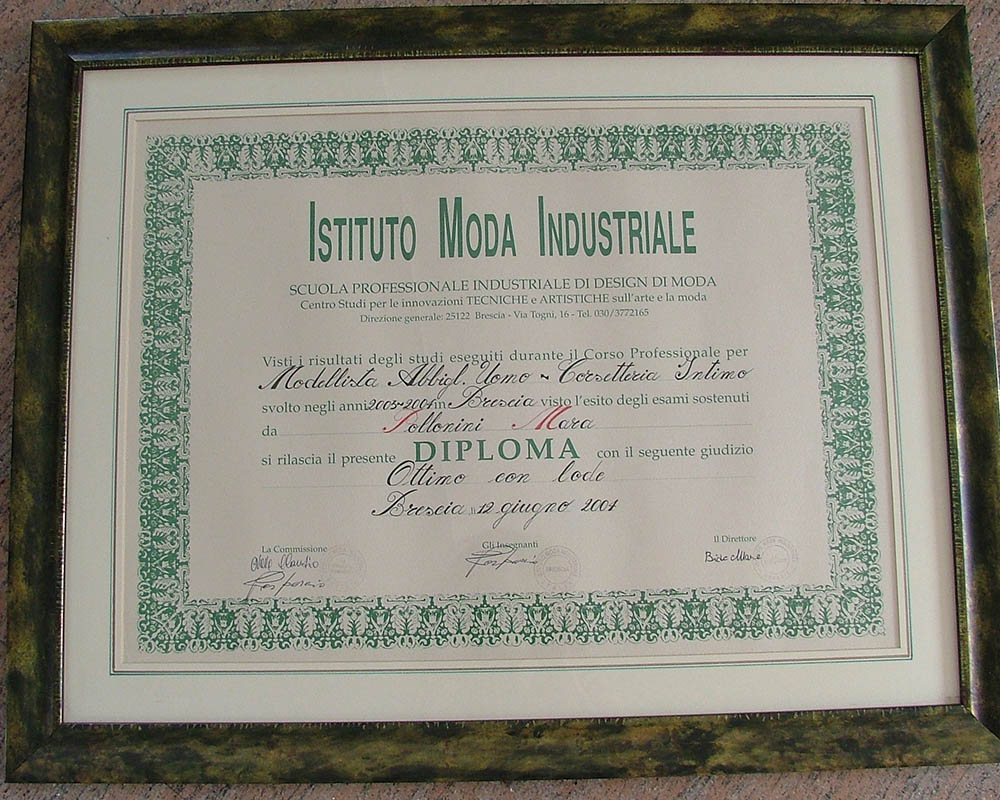 ISTITUTO MODA INDUSTRIALE
SCUOLA PROFESSIONALE INDUSTRIALE DI DESIGN DI MODA
Centro Studi per le innovazioni TECNICHE e ARTISTICHE sull'arte e la moda
Direzione generale: 25122 Brescia - Via Togni, 16 - Tel. 030/3772165
Visti i risultati degli studi eseguiti durante il Corso Professionale per
Modellista Abbigl. Uomo ~ Corsetteria Intimo
svolto negli anni 2003~2004 in Brescia visto l'esito degli esami sostenuti
da Mara
si rilascia il presente DIPLOMA con il seguente giudizio
Ottimo con lode
Brescia, li 12 giugno 2004
La Commissione
Gli Insegnanti
Il Direttore